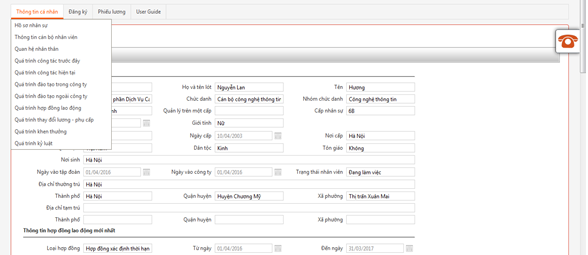 Thông tin cá nhân Đăng ký Phiếu lương User Guide
Hồ sơ nhân sự
Thông tin cán bộ nhân viên
Quan hệ nhân thân
Quá trình công tác trước đây
Quá trình công tác hiện tại
Quá trình đào tạo trong công ty
Quá trình đào tạo ngoài công ty
Quá trình hợp đồng lao động
Quá trình thay đổi lương - phụ cấp
Quá trình khen thưởng
Quá trình kỷ luật
Họ và tên lót Nguyễn Lan Tên Hương
phần Dịch Vụ Chức danh Cán bộ công nghệ thông Nhóm chức danh Công nghệ thông tin
Quản lý trên một cấp Cấp nhân sự 6B
Giới tính Nữ
Ngày cấp 10/04/2003 Nơi cấp Hà Nội
Dân tộc Kinh Tôn giáo Không
Nơi sinh Hà Nội
Ngày vào tập đoàn 01/04/2016 Ngày vào công ty 01/04/2016 Trạng thái nhân viên Đang làm việc
Địa chỉ thường trú Hà Nội
Thành phố Hà Nội Quận huyện Huyện Chương Mỹ Xã phường Thị trấn Xuân Mai
Địa chỉ tạm trú
Thành phố Quận huyện Xã phường
Thông tin hợp đồng lao động mới nhất
Loại hợp đồng Hợp đồng xác định thời hạn Từ ngày 01/04/2016 Đến ngày 31/03/2017